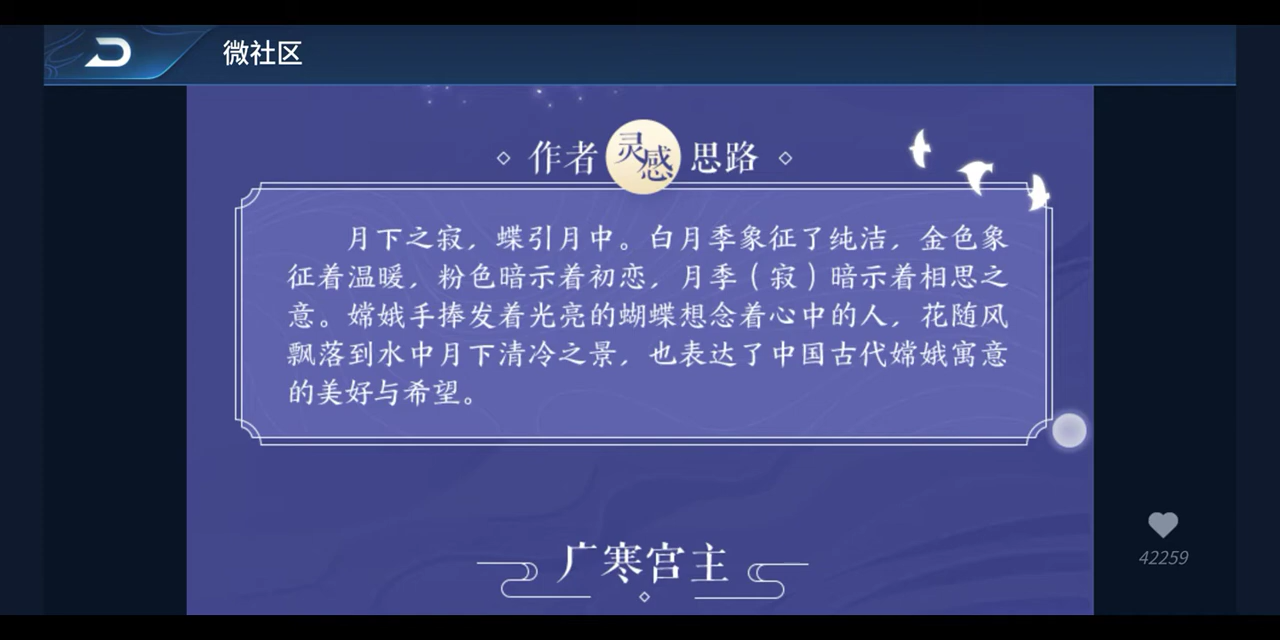 微社区
作者灵感思路
月下之寂，蝶引月中。白月季象征了纯洁，金色象
征着温暖，粉色暗示着初恋，月季（寂）暗示着相思之
意。嫦娥手捧发着光亮的蝴蝶想念着心中的人，花随风
飘落到水中月下清冷之景，也表达了中国古代嫦娥寓意
的美好与希望。
42259
广寒宫主